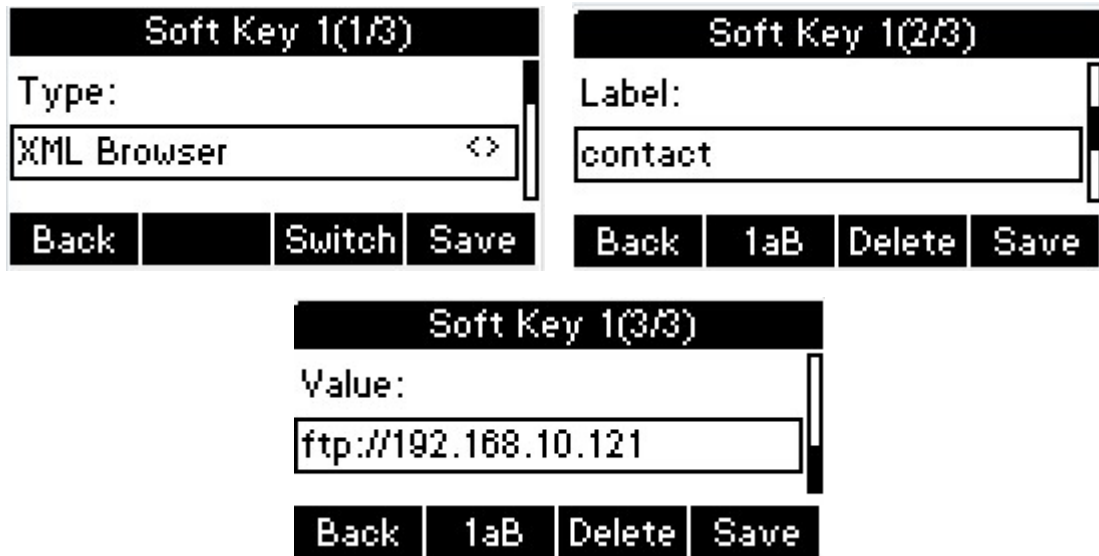 Soft Key 1(1/3)
Type:
XML Browser <>
Back Switch Save
Soft Key 1(2/3)
Label:
contact
Back 1aB Delete Save
Soft Key 1(3/3)
Value:
ftp://192.168.10.121
Back 1aB Delete Save